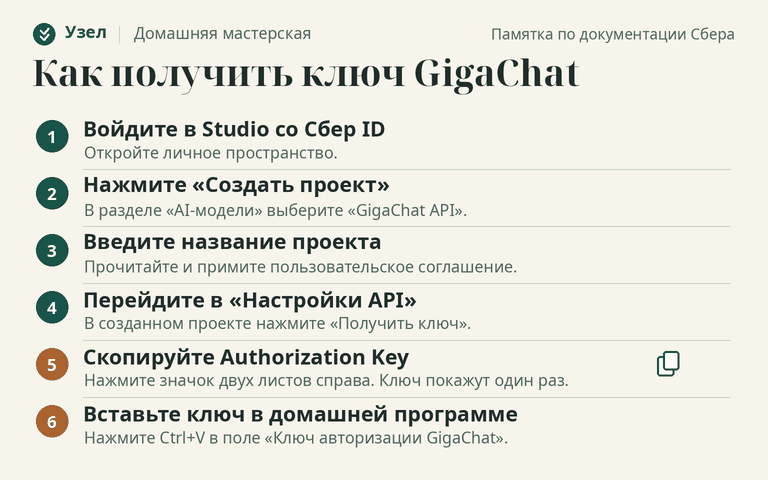 Узел
Домашняя мастерская
Памятка по документации Сбера
Как получить ключ GigaChat
1
Войдите в Studio со Сбер ID
Откройте личное пространство.
2
Нажмите «Создать проект»
В разделе «AI-модели» выберите «GigaChat API».
3
Введите название проекта
Прочитайте и примите пользовательское соглашение.
4
Перейдите в «Настройки API»
В созданном проекте нажмите «Получить ключ».
5
Скопируйте Authorization Key
Нажмите значок двух листов справа. Ключ покажут один раз.
6
Вставьте ключ в домашней программе
Нажмите Ctrl+V в поле «Ключ авторизации GigaChat».